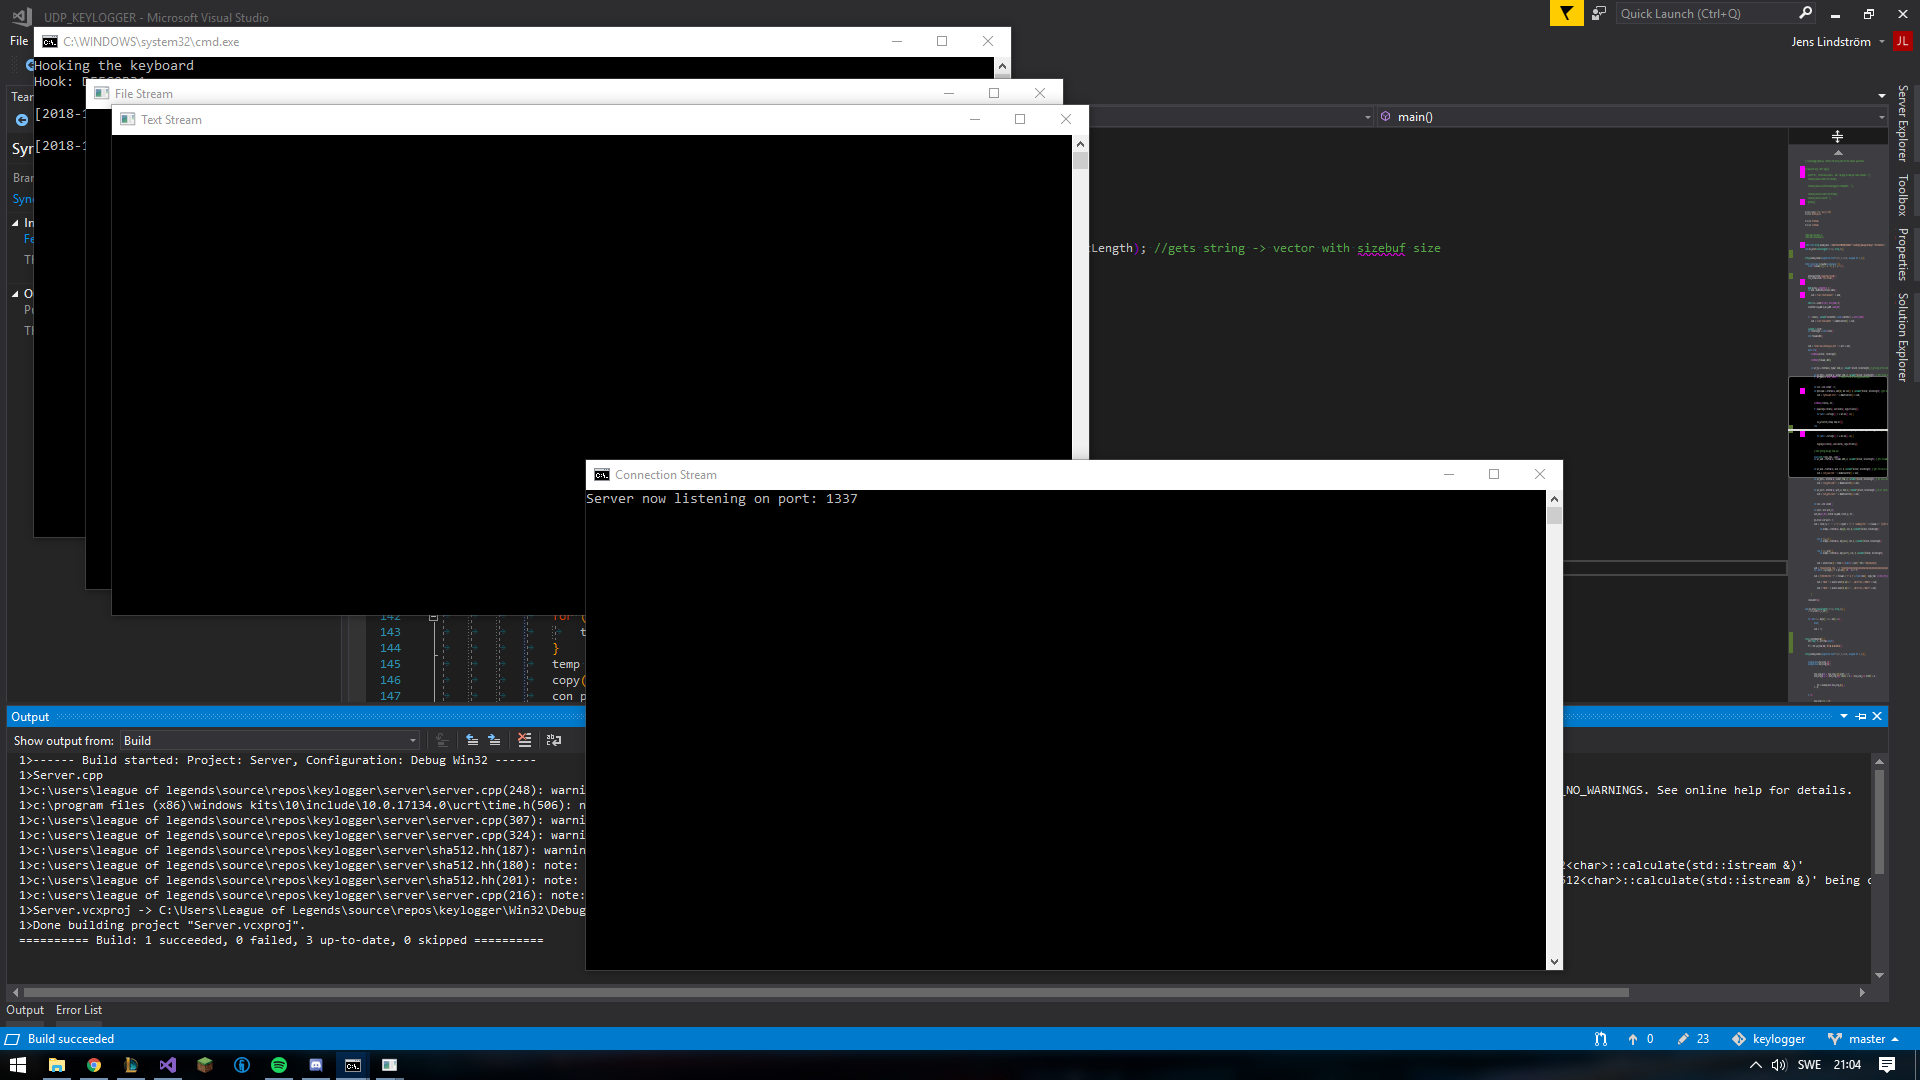 UDP_KEYLOGGER - Microsoft Visual Studio
Quick Launch (Ctrl+Q)
File
C:\WINDOWS\system32\cmd.exe
Jens Lindström
JL
Hooking the keyboard
Hook:
File Stream
Text Stream
[2018-1
[2018-1
main()
Length); //gets string -> vector with sizebuf size
Server Explorer
Toolbox
Properties
Solution Explorer
Connection Stream
Server now listening on port: 1337
142 for (
143 t
144 }
145 temp
146 copy(
147 con p
Output
Show output from: Build
1>------ Build started: Project: Server, Configuration: Debug Win32 ------
1>Server.cpp
1>c:\users\league of legends\source\repos\keylogger\server\server.cpp(248): warni
_NO_WARNINGS. See online help for details.
1>c:\program files (x86)\windows kits\10\include\10.0.17134.0\ucrt\time.h(506): n
1>c:\users\league of legends\source\repos\keylogger\server\server.cpp(307): warni
1>c:\users\league of legends\source\repos\keylogger\server\server.cpp(324): warni
1>c:\users\league of legends\source\repos\keylogger\server\sha512.hh(187): warnin
1>c:\users\league of legends\source\repos\keylogger\server\sha512.hh(180): note:
<char>::calculate(std::istream &)'
1>c:\users\league of legends\source\repos\keylogger\server\sha512.hh(201): note:
512<char>::calculate(std::istream &)' being c
1>c:\users\league of legends\source\repos\keylogger\server\server.cpp(216): note:
1>Server.vcxproj -> C:\Users\League of Legends\source\repos\keylogger\Win32\Debug
1>Done building project "Server.vcxproj".
========== Build: 1 succeeded, 0 failed, 3 up-to-date, 0 skipped ==========
Output Error List
Build succeeded
0 23 keylogger master
SWE 21:04